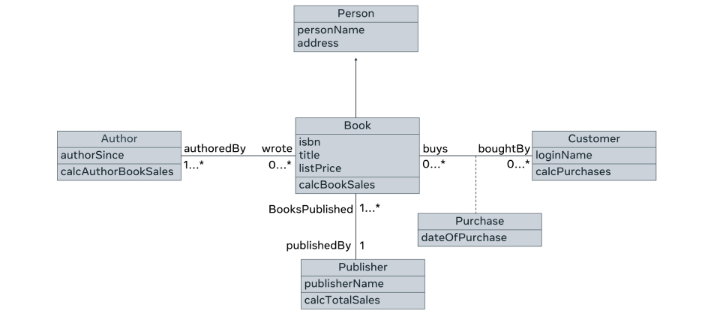 Person
personName
address
Book
isbn
title
listPrice
calcBookSales
Author
authorSince
calcAuthorBookSales
authoredBy
wrote
1...*
0...*
buys
boughtBy
0...*
0...*
Customer
loginName
calcPurchases
Purchase
dateOfPurchase
BooksPublished
1...*
publishedBy
1
Publisher
publisherName
calcTotalSales